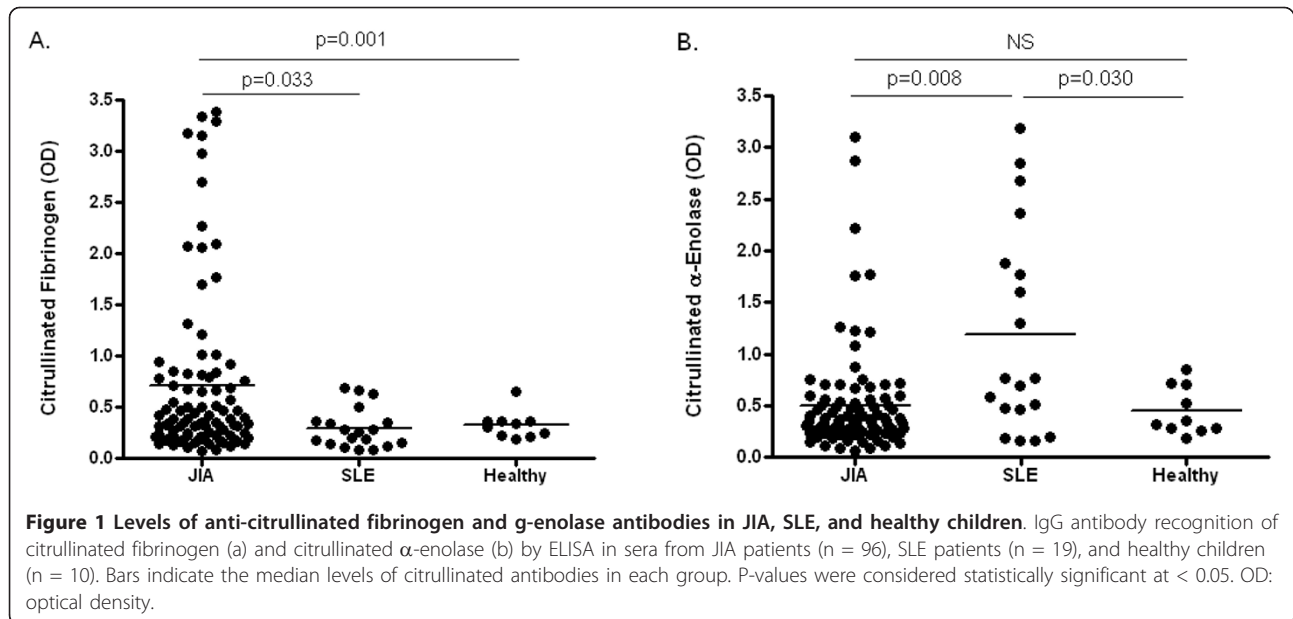 A.
p=0.001
p=0.033
Citrullinated Fibrinogen (OD)
3.5
3.0
2.5
2.0
1.5
1.0
0.5
0.0
JIA SLE Healthy
B.
NS
p=0.008 p=0.030
Citrullinated α-Enolase (OD)
3.5
3.0
2.5
2.0
1.5
1.0
0.5
0.0
JIA SLE Healthy
Figure 1 Levels of anti-citrullinated fibrinogen and g-enolase antibodies in JIA, SLE, and healthy children. IgG antibody recognition of
citrullinated fibrinogen (a) and citrullinated α-enolase (b) by ELISA in sera from JIA patients (n = 96), SLE patients (n = 19), and healthy children
(n = 10). Bars indicate the median levels of citrullinated antibodies in each group. P-values were considered statistically significant at < 0.05. OD:
optical density.